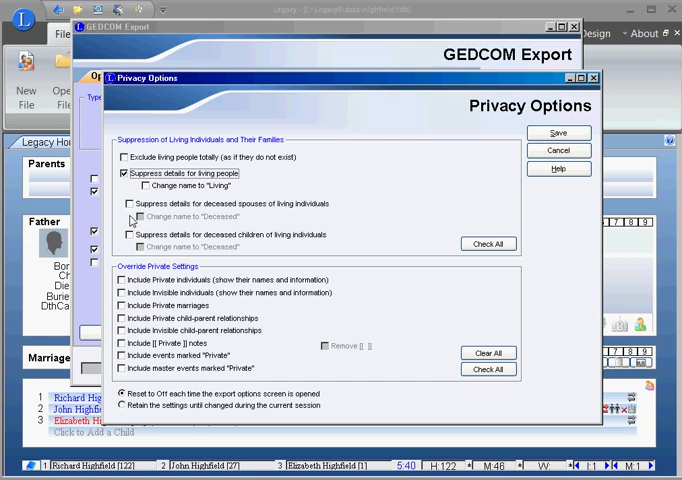 Legacy - [C:\Legacy\data\highfield.fdb]
File
Design
About
New
File
GEDCOM Export
GEDCOM Export
Privacy Options
Privacy Options
Suppression of Living Individuals and Their Families
Exclude living people totally (as if they do not exist)
Suppress details for living people
Change name to "Living"
Suppress details for deceased spouses of living individuals
Change name to "Deceased"
Suppress details for deceased children of living individuals
Change name to "Deceased"
Check All
Save
Cancel
Help
Override Private Settings
Include Private individuals (show their names and information)
Include Invisible individuals (show their names and information)
Include Private marriages
Include Private child-parent relationships
Include Invisible child-parent relationships
Include [[ Private ]] notes
Remove [[ ]]
Include events marked "Private"
Include master events marked "Private"
Clear All
Check All
Reset to Off each time the export options screen is opened
Retain the settings until changed during the current session
Parents
Father
1 Richard
2 John Highfie
3 Elizabeth
Click to Add a Child
1 Richard Highfield [122] 2 John Highfield [27] 3 Elizabeth Highfield [1] 5:40 H:122 M:46 W: I:1 M:1